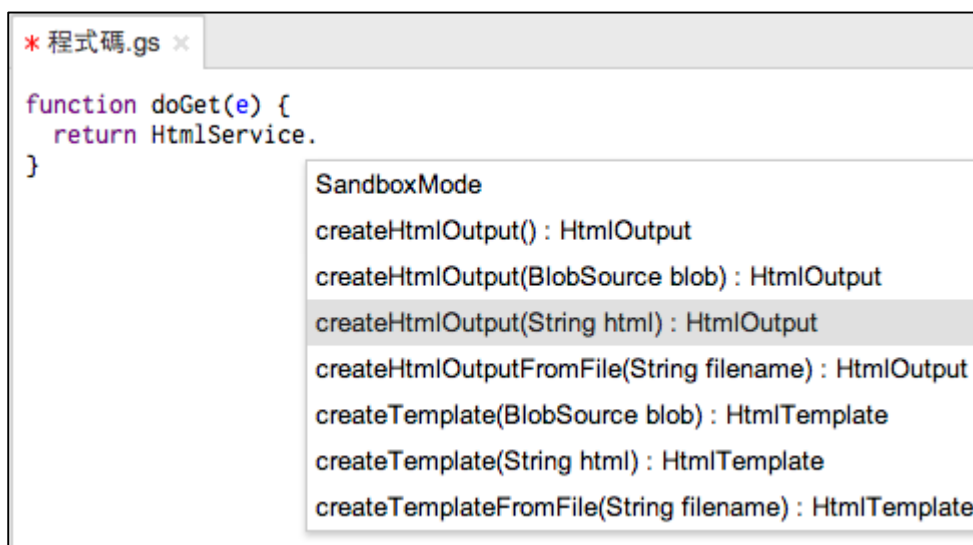 * 程式碼.gs ×
function doGet(e) {
  return HtmlService.
}
SandboxMode
createHtmlOutput() : HtmlOutput
createHtmlOutput(BlobSource blob) : HtmlOutput
createHtmlOutput(String html) : HtmlOutput
createHtmlOutputFromFile(String filename) : HtmlOutput
createTemplate(BlobSource blob) : HtmlTemplate
createTemplate(String html) : HtmlTemplate
createTemplateFromFile(String filename) : HtmlTemplate